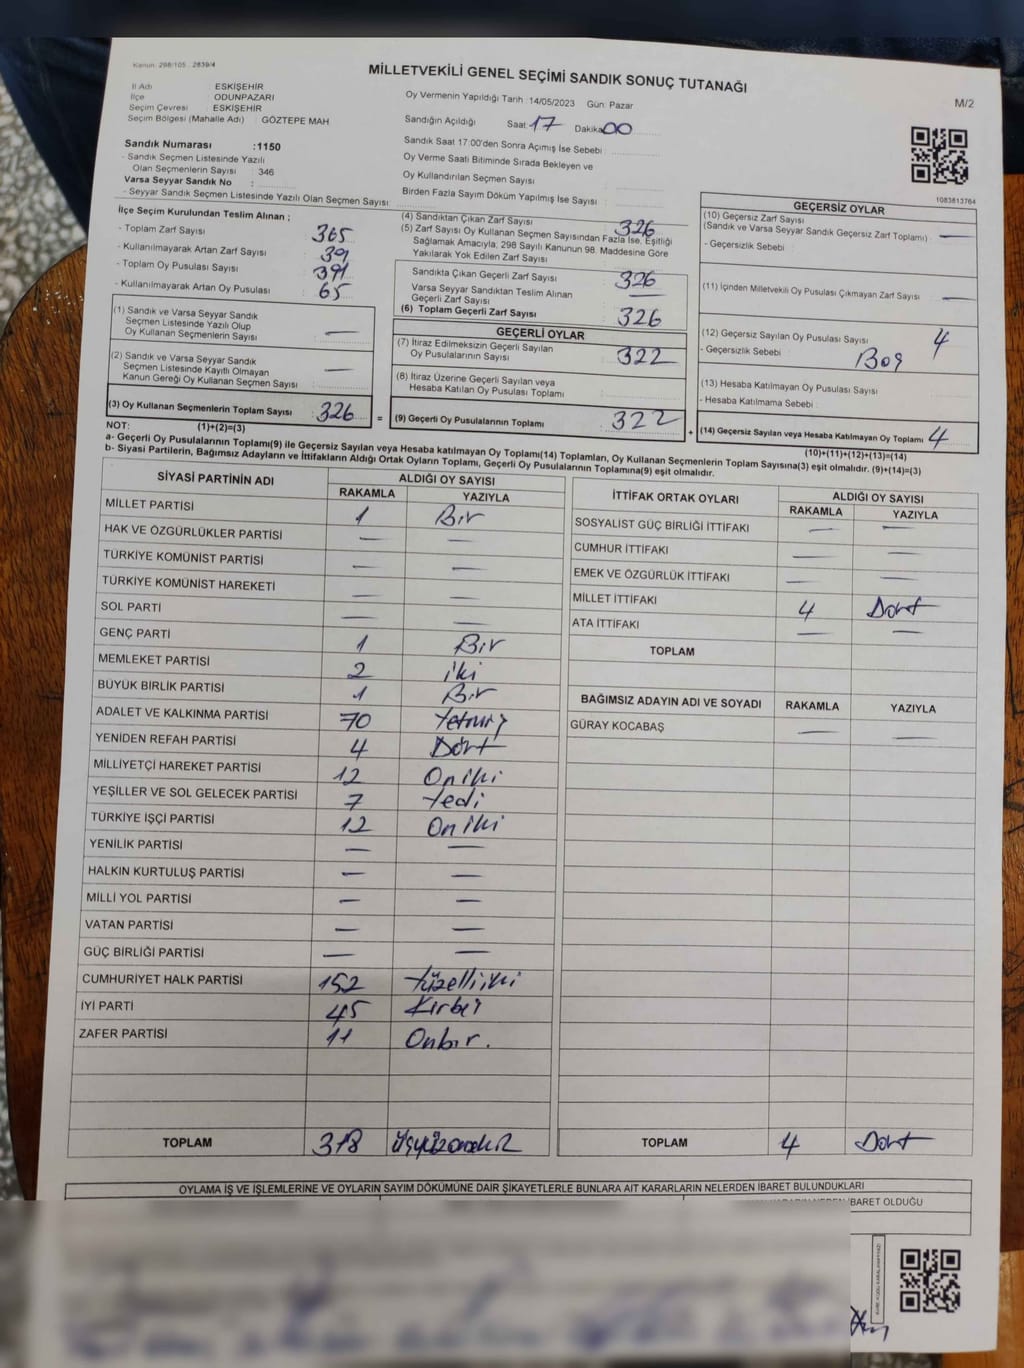 Kanun: 298/105 , 2839/4
MİLLETVEKİLİ GENEL SEÇİMİ SANDIK SONUÇ TUTANAĞI
M/2
İl Adı ESKİŞEHİR
İlçe ODUNPAZARI
Seçim Çevresi ESKİŞEHİR
Seçim Bölgesi (Mahalle Adı) : GÖZTEPE MAH.
Sandık Numarası :1150
- Sandık Seçmen Listesinde Yazılı
Olan Seçmenlerin Sayısı : 346
Varsa Seyyar Sandık No :
- Seyyar Sandık Seçmen Listesinde Yazılı Olan Seçmen Sayısı :
Oy Vermenin Yapıldığı Tarih :14/05/2023 Gün: Pazar
Sandığın Açıldığı Saat: 17 Dakika: 00
Sandık Saat 17:00'den Sonra Açımış İse Sebebi :
Oy Verme Saati Bitiminde Sırada Bekleyen ve
Oy Kullandırılan Seçmen Sayısı :
Birden Fazla Sayım Döküm Yapılmış İse Sayısı :
1083813764
İlçe Seçim Kurulundan Teslim Alınan ;
- Toplam Zarf Sayısı : 365
- Kullanılmayarak Artan Zarf Sayısı : 39
- Toplam Oy Pusulası Sayısı : 391
- Kullanılmayarak Artan Oy Pusulası : 65
(1) Sandık ve Varsa Seyyar Sandık
Seçmen Listesinde Yazılı Olup
Oy Kullanan Seçmenlerin Sayısı : —
(2) Sandık ve Varsa Seyyar Sandık
Seçmen Listesinde Kayıtlı Olmayan —
Kanun Gereği Oy Kullanan Seçmen Sayısı :
(3) Oy Kullanan Seçmenlerin Toplam Sayısı : 326 =
(4) Sandıktan Çıkan Zarf Sayısı : 326
(5) Zarf Sayısı Oy Kullanan Seçmen Sayısından Fazla İse, Eşitliği
Sağlamak Amacıyla, 298 Sayılı Kanunun 98. Maddesine Göre
Yakılarak Yok Edilen Zarf Sayısı :
Sandıkta Çıkan Geçerli Zarf Sayısı : 326
Varsa Seyyar Sandıktan Teslim Alınan
Geçerli Zarf Sayısı : —
(6) Toplam Geçerli Zarf Sayısı : 326
GEÇERLİ OYLAR
(7) İtiraz Edilmeksizin Geçerli Sayılan
Oy Pusulalarının Sayısı : 322
(8) İtiraz Üzerine Geçerli Sayılan veya
Hesaba Katılan Oy Pusulası Toplamı :
(9) Geçerli Oy Pusulalarının Toplamı : 322 +
GEÇERSİZ OYLAR
(10) Geçersiz Zarf Sayısı
(Sandık ve Varsa Seyyar Sandık Geçersiz Zarf Toplamı) : —
- Geçersizlik Sebebi :
(11) İçinden Milletvekili Oy Pusulası Çıkmayan Zarf Sayısı : —
(12) Geçersiz Sayılan Oy Pusulası Sayısı : 4
- Geçersizlik Sebebi : Boş
(13) Hesaba Katılmayan Oy Pusulası Sayısı :
- Hesaba Katılmama Sebebi :
(14) Geçersiz Sayılan veya Hesaba Katılmayan Oy Toplamı : 4
NOT: (1)+(2)=(3)
(10)+(11)+(12)+(13)=(14)
a- Geçerli Oy Pusulalarının Toplamı(9) ile Geçersiz Sayılan veya Hesaba katılmayan Oy Toplamı(14) Toplamları, Oy Kullanan Seçmenlerin Toplam Sayısına(3) eşit olmalıdır. (9)+(14)=(3)
b- Siyasi Partilerin, Bağımsız Adayların ve İttifakların Aldığı Ortak Oyların Toplamı, Geçerli Oy Pusulalarının Toplamına(9) eşit olmalıdır.
SİYASİ PARTİNİN ADI ALDIĞI OY SAYISI
RAKAMLA YAZIYLA
MİLLET PARTİSİ 1 Bir
HAK VE ÖZGÜRLÜKLER PARTİSİ — —
TÜRKİYE KOMÜNİST PARTİSİ — —
TÜRKİYE KOMÜNİST HAREKETİ — —
SOL PARTİ — —
GENÇ PARTİ 1 Bir
MEMLEKET PARTİSİ 2 iki
BÜYÜK BİRLİK PARTİSİ 1 Bir
ADALET VE KALKINMA PARTİSİ 70 Yetmiş
YENİDEN REFAH PARTİSİ 4 Dört
MİLLİYETÇİ HAREKET PARTİSİ 12 Oniki
YEŞİLLER VE SOL GELECEK PARTİSİ 7 Yedi
TÜRKİYE İŞÇİ PARTİSİ 12 Oniki
YENİLİK PARTİSİ — —
HALKIN KURTULUŞ PARTİSİ — —
MİLLİ YOL PARTİSİ — —
VATAN PARTİSİ — —
GÜÇ BİRLİĞİ PARTİSİ — —
CUMHURİYET HALK PARTİSİ 152 Yüzelliiki
İYİ PARTİ 45 Kırbeş
ZAFER PARTİSİ 11 Onbir.
TOPLAM 318 Üçyüzonsekiz
İTTİFAK ORTAK OYLARI ALDIĞI OY SAYISI
RAKAMLA YAZIYLA
SOSYALİST GÜÇ BİRLİĞİ İTTİFAKI — —
CUMHUR İTTİFAKI — —
EMEK VE ÖZGÜRLÜK İTTİFAKI — —
MİLLET İTTİFAKI 4 Dört
ATA İTTİFAKI — —
TOPLAM
BAĞIMSIZ ADAYIN ADI VE SOYADI RAKAMLA YAZIYLA
GÜRAY KOCABAŞ — —
TOPLAM 4 Dört
OYLAMA İŞ VE İŞLEMLERİNE VE OYLARIN SAYIM DÖKÜMÜNE DAİR ŞİKAYETLERLE BUNLARA AİT KARARLARIN NELERDEN İBARET BULUNDUKLARI
İBARET OLDUĞU